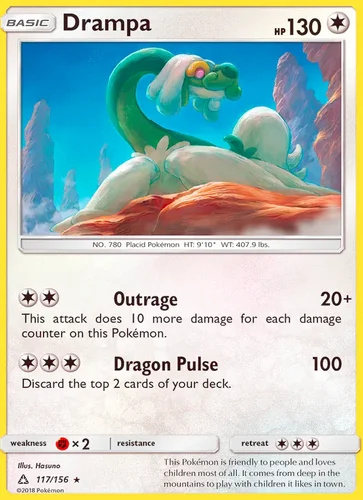 BASIC Drampa HP 130
NO. 780 Placid Pokémon HT: 9'10" WT: 407.9 lbs.
Outrage 20+
This attack does 10 more damage for each damage
counter on this Pokémon.
Dragon Pulse 100
Discard the top 2 cards of your deck.
weakness × 2 resistance retreat
Illus. Hasuno
117/156 ★
©2018 Pokémon
This Pokémon is friendly to people and loves
children most of all. It comes from deep in the
mountains to play with children it likes in town.